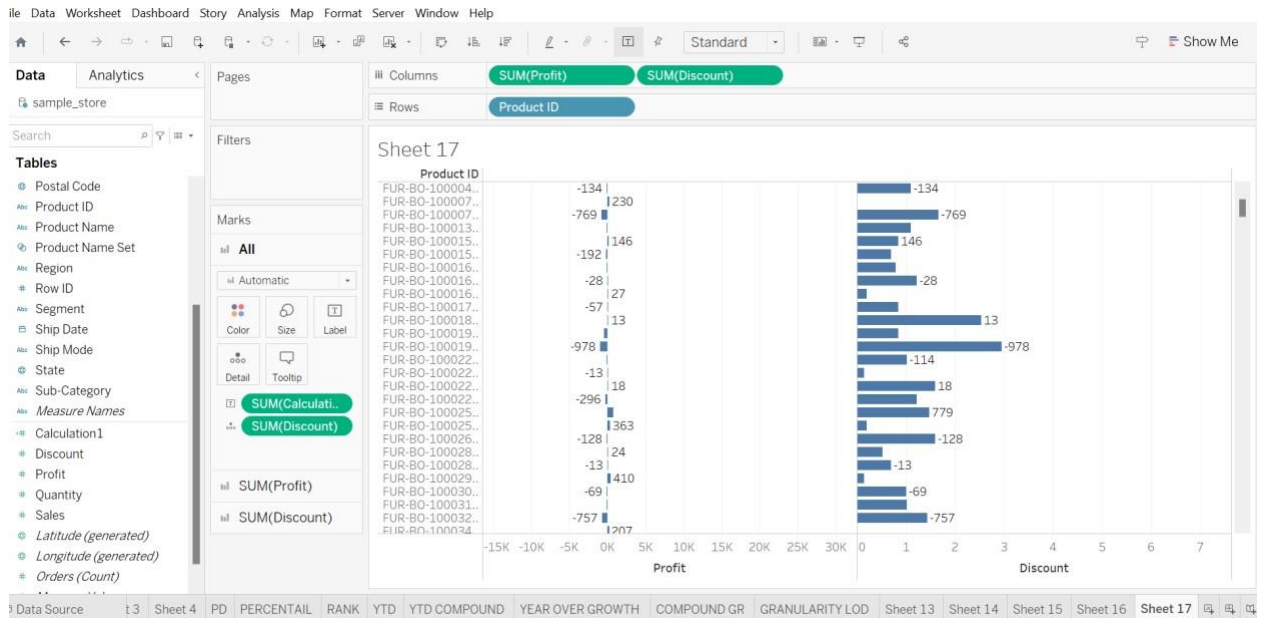 ile Data Worksheet Dashboard Story Analysis Map Format Server Window Help
Standard
Show Me
Data Analytics
sample_store
Search
Tables
Postal Code
Product ID
Product Name
Product Name Set
Region
Row ID
Segment
Ship Date
Ship Mode
State
Sub-Category
Measure Names
Calculation1
Discount
Profit
Quantity
Sales
Latitude (generated)
Longitude (generated)
Orders (Count)
Pages
Filters
Marks
All
Automatic
Color Size Label
Detail Tooltip
SUM(Calculati..
SUM(Discount)
SUM(Profit)
SUM(Discount)
Columns SUM(Profit) SUM(Discount)
Rows Product ID
Sheet 17
Product ID
FUR-BO-100004.. -134 -134
FUR-BO-100007.. 230
FUR-BO-100007.. -769 -769
FUR-BO-100013..
FUR-BO-100015.. 146 146
FUR-BO-100015.. -192
FUR-BO-100016..
FUR-BO-100016.. -28 -28
FUR-BO-100016.. 27
FUR-BO-100017.. -57
FUR-BO-100018.. 13 13
FUR-BO-100019..
FUR-BO-100019.. -978 -978
FUR-BO-100022.. -114
FUR-BO-100022.. -13
FUR-BO-100022.. 18 18
FUR-BO-100022.. -296
FUR-BO-100025.. 779
FUR-BO-100025.. 363
FUR-BO-100026.. -128 -128
FUR-BO-100028.. 24
FUR-BO-100028.. -13 -13
FUR-BO-100029.. 410
FUR-BO-100030.. -69 -69
FUR-BO-100031..
FUR-BO-100032.. -757 -757
FUR-BO-100034 207
-15K -10K -5K 0K 5K 10K 15K 20K 25K 30K 0 1 2 3 4 5 6 7
Profit Discount
Data Source t 3 Sheet 4 PD PERCENTAIL RANK YTD YTD COMPOUND YEAR OVER GROWTH COMPOUND GR GRANULARITY LOD Sheet 13 Sheet 14 Sheet 15 Sheet 16 Sheet 17